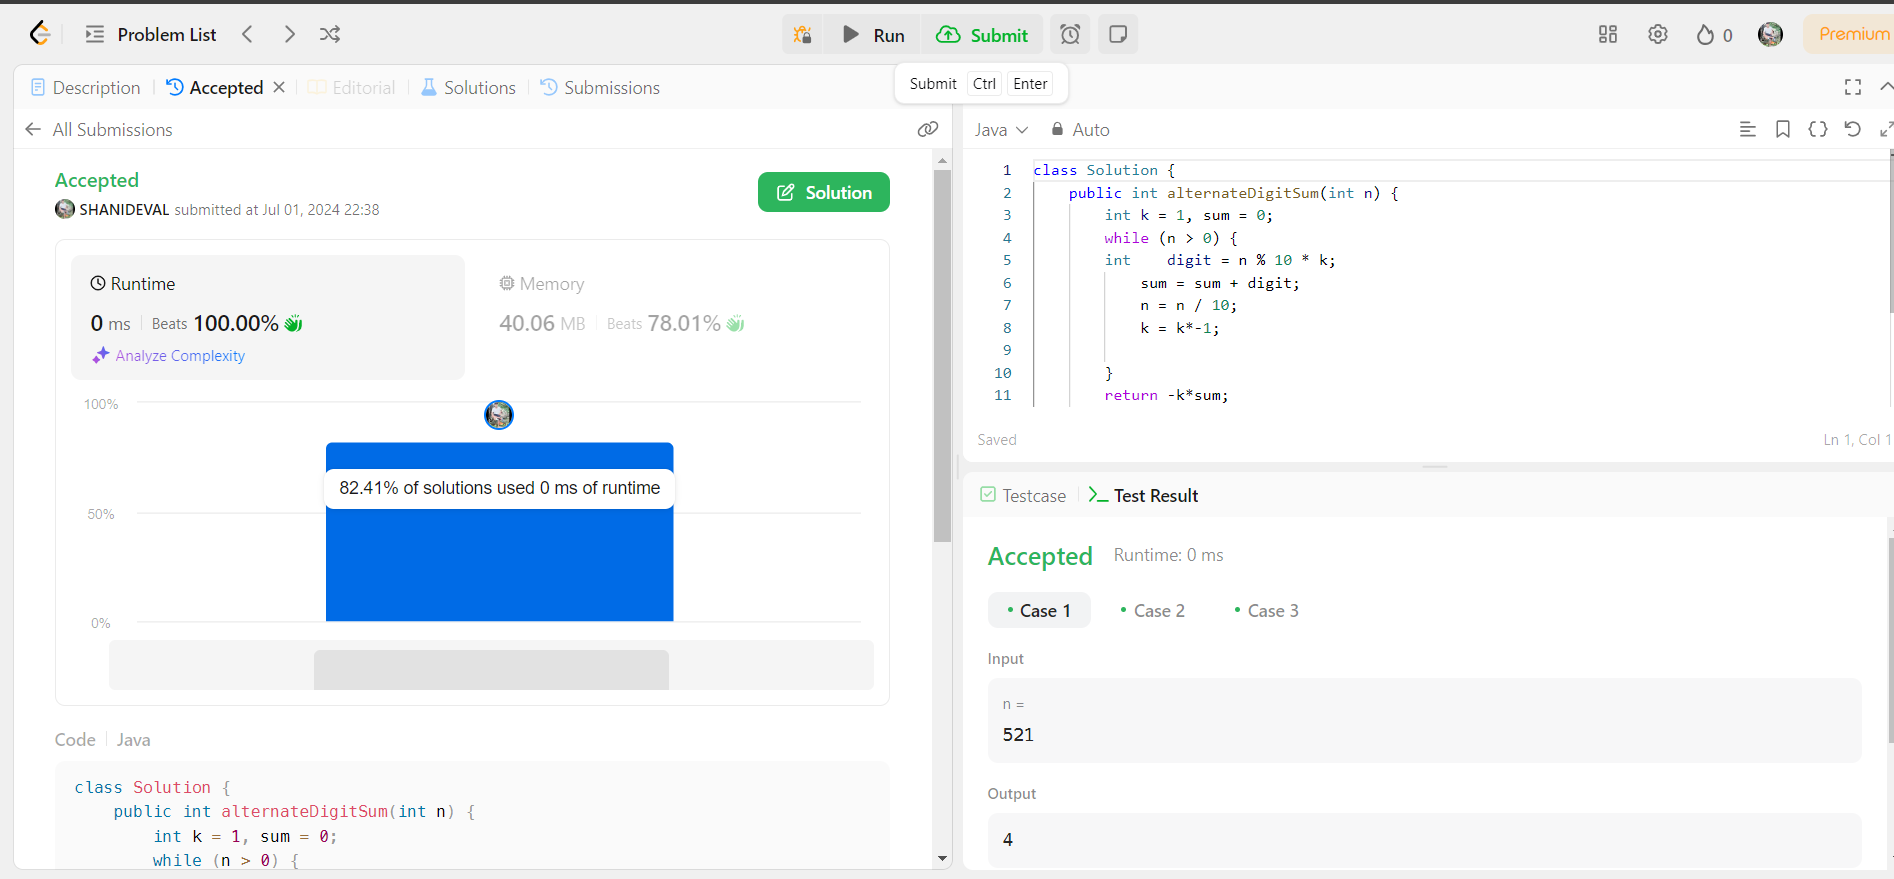 Problem List
Run
Submit
0
Premium
Submit Ctrl Enter
Description
Accepted
Editorial
Solutions
Submissions
All Submissions
Accepted
SHANIDEVAL submitted at Jul 01, 2024 22:38
Solution
Runtime
0 ms Beats 100.00%
Analyze Complexity
Memory
40.06 MB Beats 78.01%
100%
82.41% of solutions used 0 ms of runtime
50%
0%
Code Java
class Solution {
public int alternateDigitSum(int n) {
int k = 1, sum = 0;
while (n > 0) {
Java Auto
1 class Solution {
2 public int alternateDigitSum(int n) {
3 int k = 1, sum = 0;
4 while (n > 0) {
5 int digit = n % 10 * k;
6 sum = sum + digit;
7 n = n / 10;
8 k = k*-1;
9
10 }
11 return -k*sum;
Saved
Ln 1, Col 1
Testcase
Test Result
Accepted Runtime: 0 ms
• Case 1 • Case 2 • Case 3
Input
n =
521
Output
4